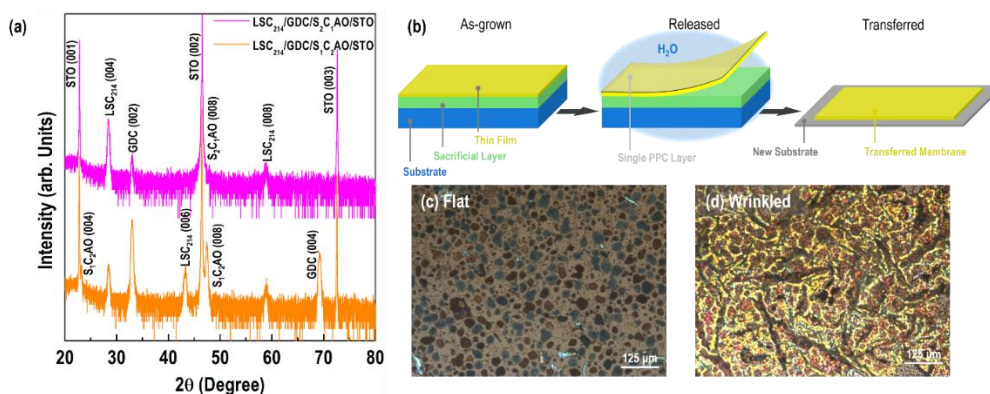 (a)
LSC₂₁₄/GDC/S₂C₁AO/STO
LSC₂₁₄/GDC/S₁C₂AO/STO
STO (001)
LSC₂₁₄ (004)
GDC (002)
STO (002)
S₂C₁AO (008)
LSC₂₁₄ (008)
STO (003)
S₁C₂AO (004)
LSC₂₁₄ (006)
S₁C₂AO (008)
GDC (004)
Intensity (arb. Units)
20 30 40 50 60 70 80
2θ (Degree)
(b)
As-grown
Released
Transferred
H₂O
Thin Film
Sacrificial Layer
Substrate
Single PPC Layer
New Substrate
Transferred Membrane
(c) Flat
125 µm
(d) Wrinkled
125 µm